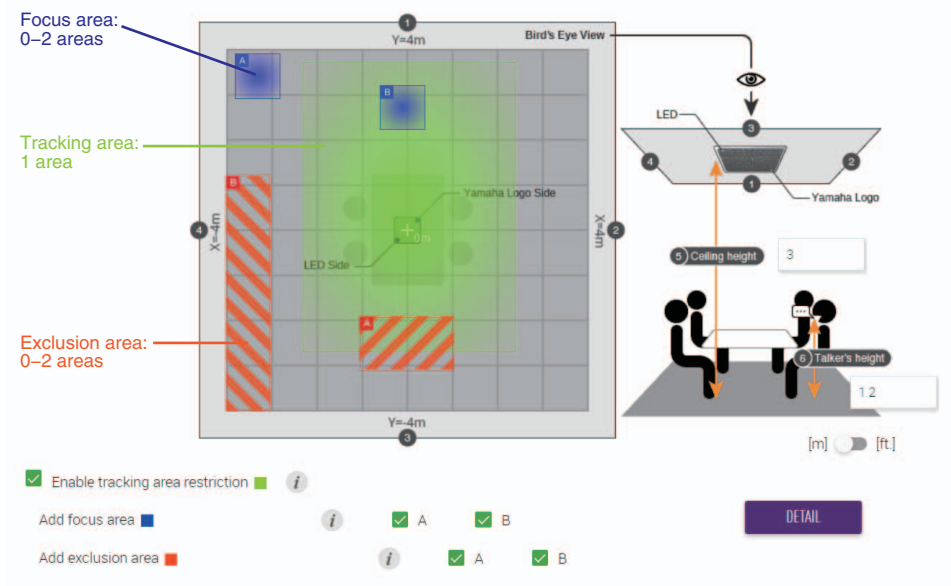 Focus area:
0–2 areas
Tracking area:
1 area
Exclusion area:
0–2 areas
1
Y=4m
A
B
B
Yamaha Logo Side
4
X=-4m
0m
X=4m
2
LED Side
A
Y=-4m
3
Bird's Eye View
LED
3
4
2
1
Yamaha Logo
5 Ceiling height
3
6 Talker's height
1.2
[m] [ft.]
Enable tracking area restriction i
Add focus area i A B
Add exclusion area i A B
DETAIL